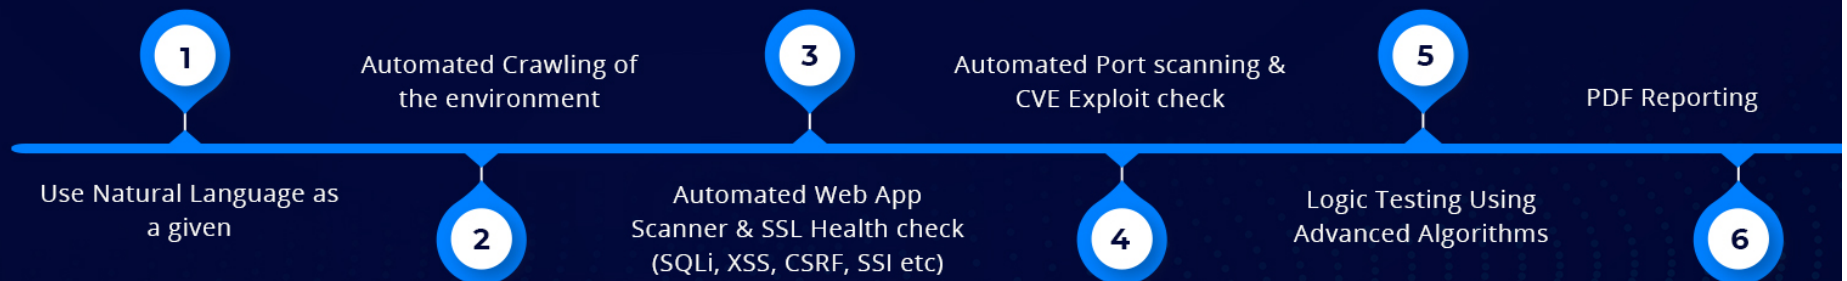 1
Use Natural Language as
a given
Automated Crawling of
the environment
2
3
Automated Web App
Scanner & SSL Health check
(SQLi, XSS, CSRF, SSI etc)
Automated Port scanning &
CVE Exploit check
4
5
Logic Testing Using
Advanced Algorithms
PDF Reporting
6